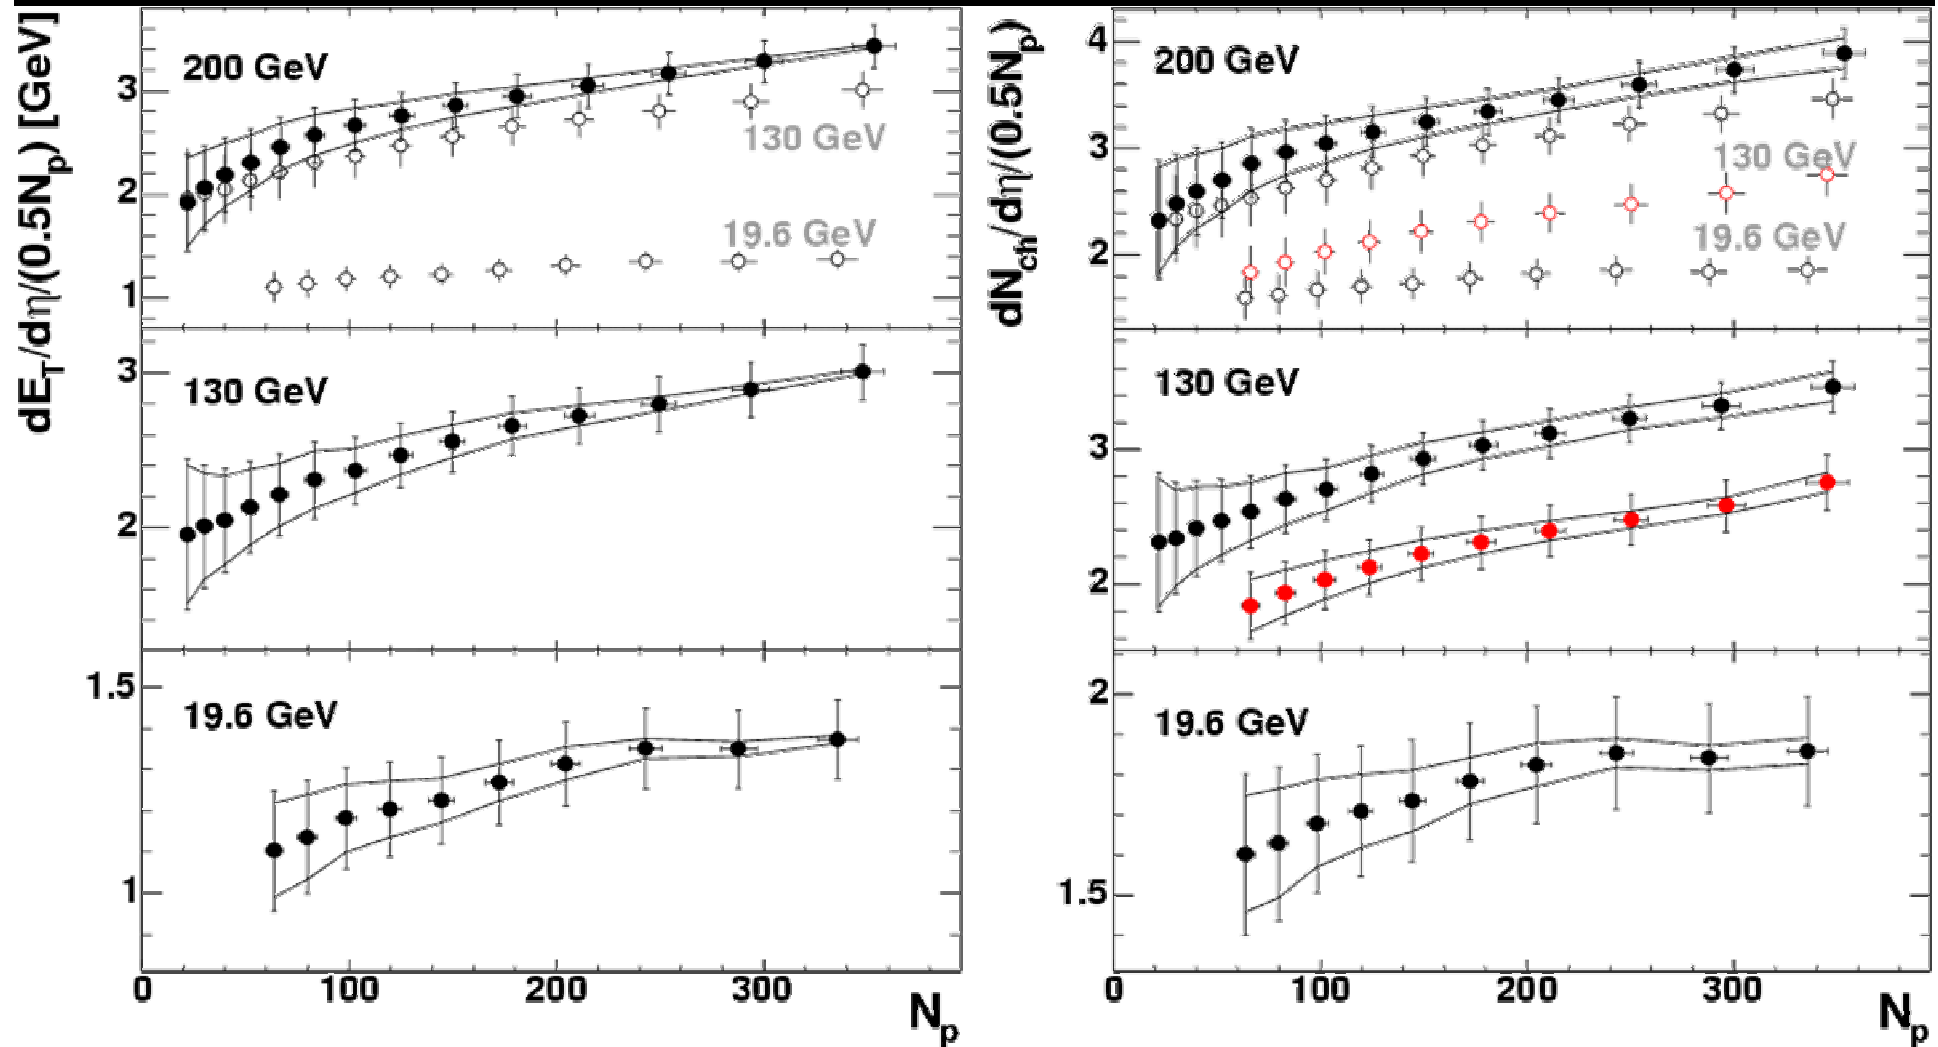 dE_T/dη/(0.5N_p) [GeV]
200 GeV
3
130 GeV
2
19.6 GeV
1
130 GeV
3
2
19.6 GeV
1.5
1
0 100 200 300
N_p
dN_ch/dη/(0.5N_p)
200 GeV
4
3
130 GeV
19.6 GeV
2
130 GeV
3
2
19.6 GeV
2
1.5
0 100 200 300
N_p